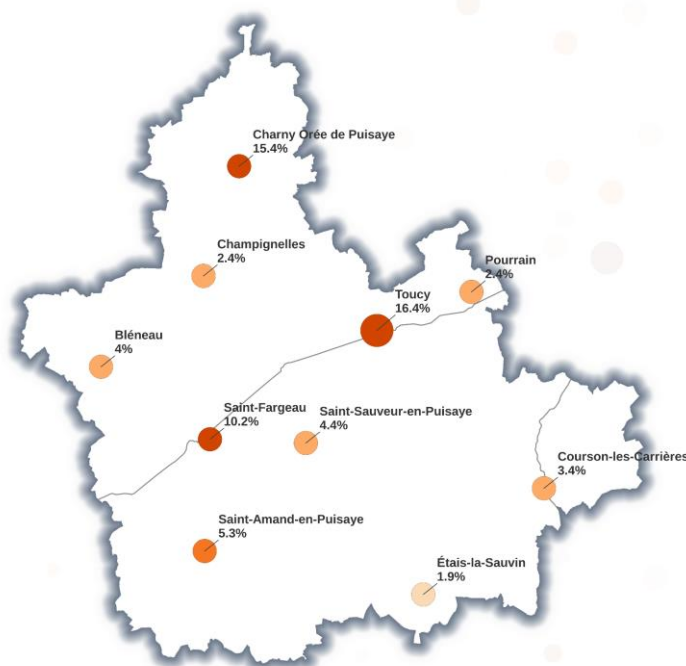 Charny Orée de Puisaye
15.4%
Champignelles
2.4%
Pourrain
2.4%
Toucy
16.4%
Bléneau
4%
Saint-Fargeau
10.2%
Saint-Sauveur-en-Puisaye
4.4%
Courson-les-Carrières
3.4%
Saint-Amand-en-Puisaye
5.3%
Étais-la-Sauvin
1.9%